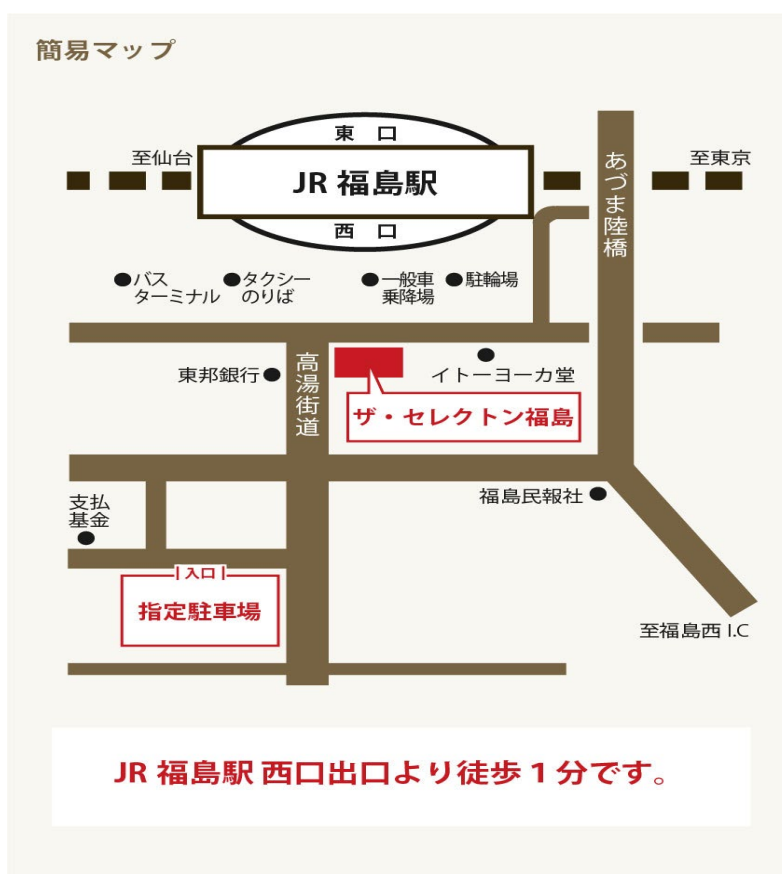 簡易マップ
東 口
至仙台
JR 福島駅
あづま陸橋
至東京
西 口
●バス
ターミナル
●タクシー
のりば
●一般車
乗降場
●駐輪場
東邦銀行●
高湯街道
イトーヨーカ堂
ザ・セレクトン福島
支払
基金
福島民報社●
入口
指定駐車場
至福島西 I.C
JR 福島駅 西口出口より徒歩 1 分です。